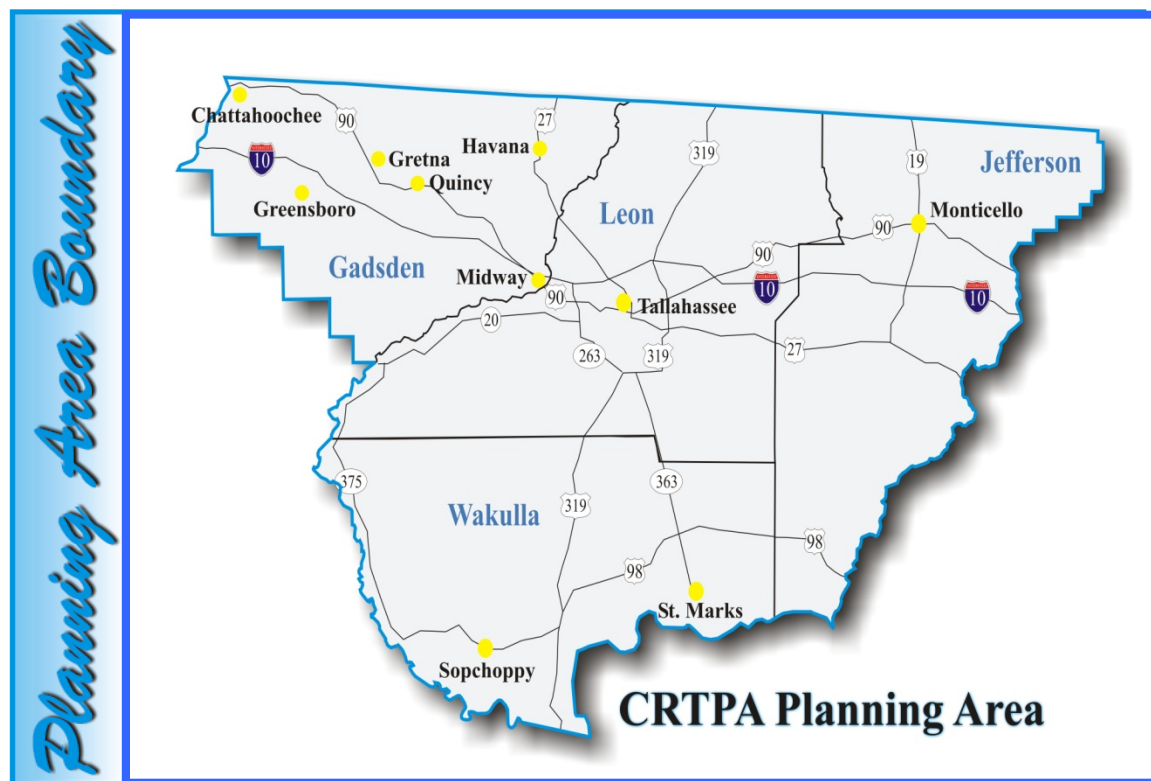 Planning Area Boundary
Chattahoochee
90
27
Havana
319
10
Gretna
Quincy
19
Jefferson
Greensboro
Leon
Monticello
90
Gadsden
90
Midway
10
10
90
Tallahassee
20
263
319
27
375
363
Wakulla
319
98
98
St. Marks
Sopchoppy
CRTPA Planning Area